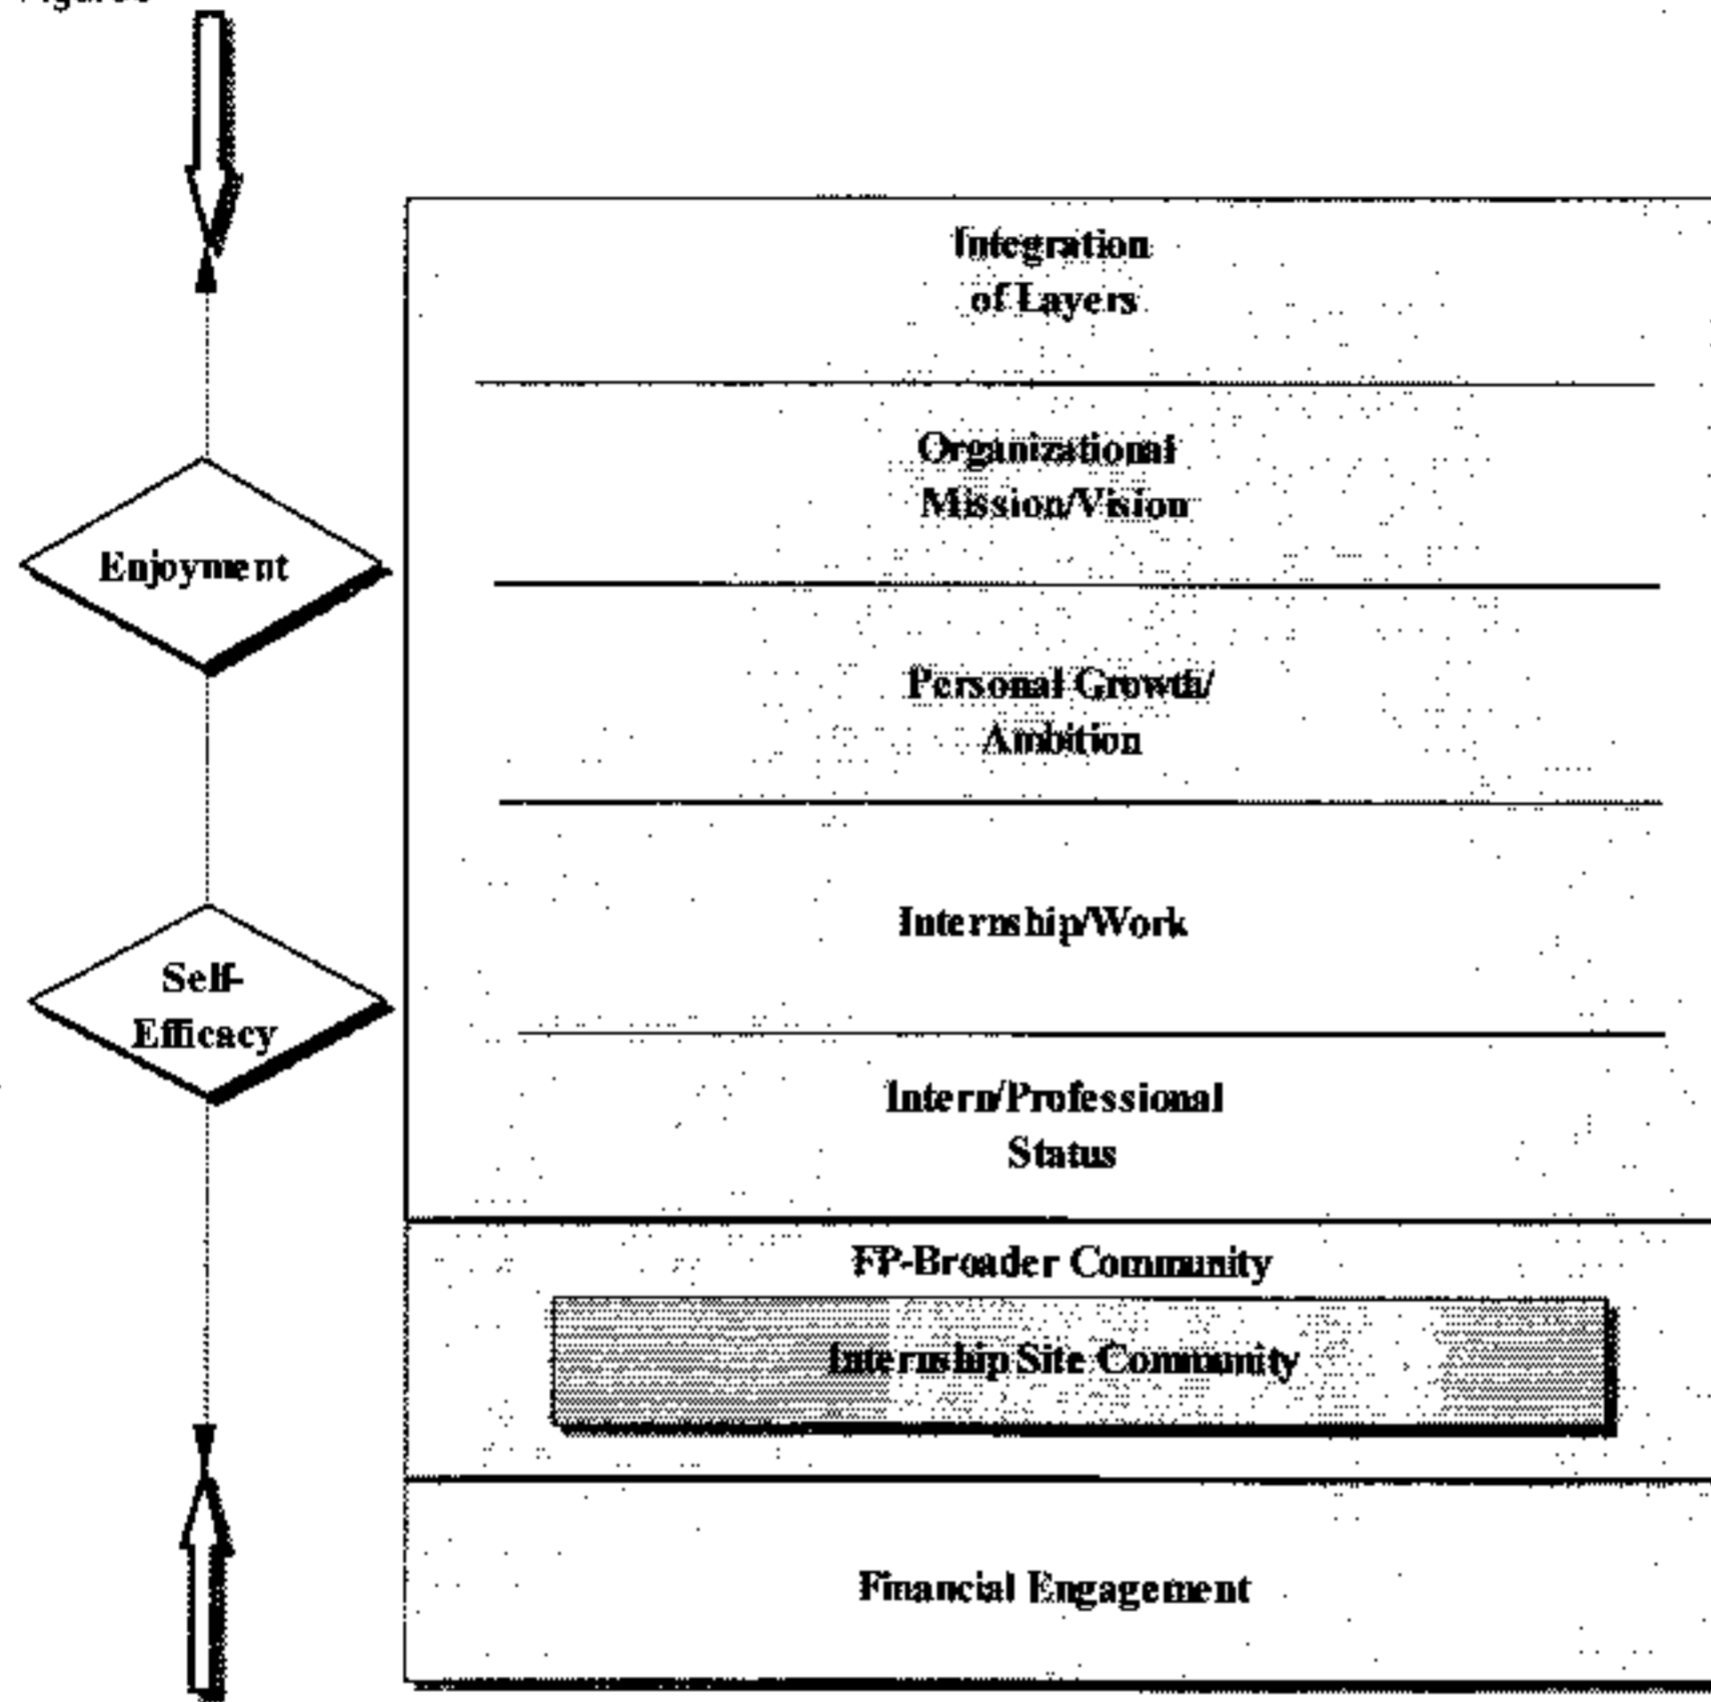 Enjoyment
Self-
Efficacy
Integration
of Layers
Organizational
Mission/Vision
Personal Growth/
Ambition
Internship/Work
Intern/Professional
Status
FP-Broader Community
Internship Site Community
Financial Engagement